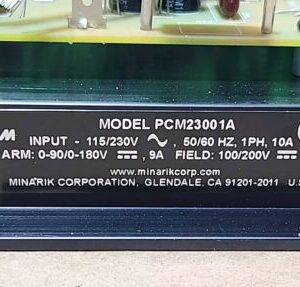 MODEL PCM23001A
M INPUT - 115/230V ~, 50/60 HZ, 1PH, 10A
ARM: 0-90/0-180V ⎓, 9A FIELD: 100/200V ⎓
www.minarikcorp.com
MINARIK CORPORATION, GLENDALE, CA 91201-2011 U.S